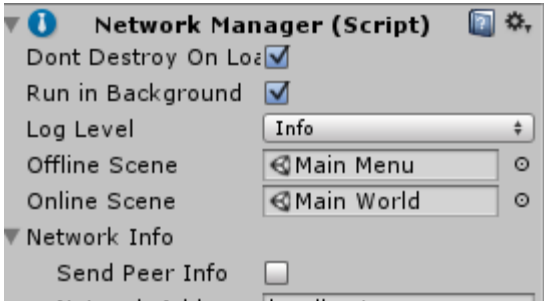 Network Manager (Script)
Dont Destroy On Loa
Run in Background
Log Level Info
Offline Scene Main Menu
Online Scene Main World
Network Info
Send Peer Info